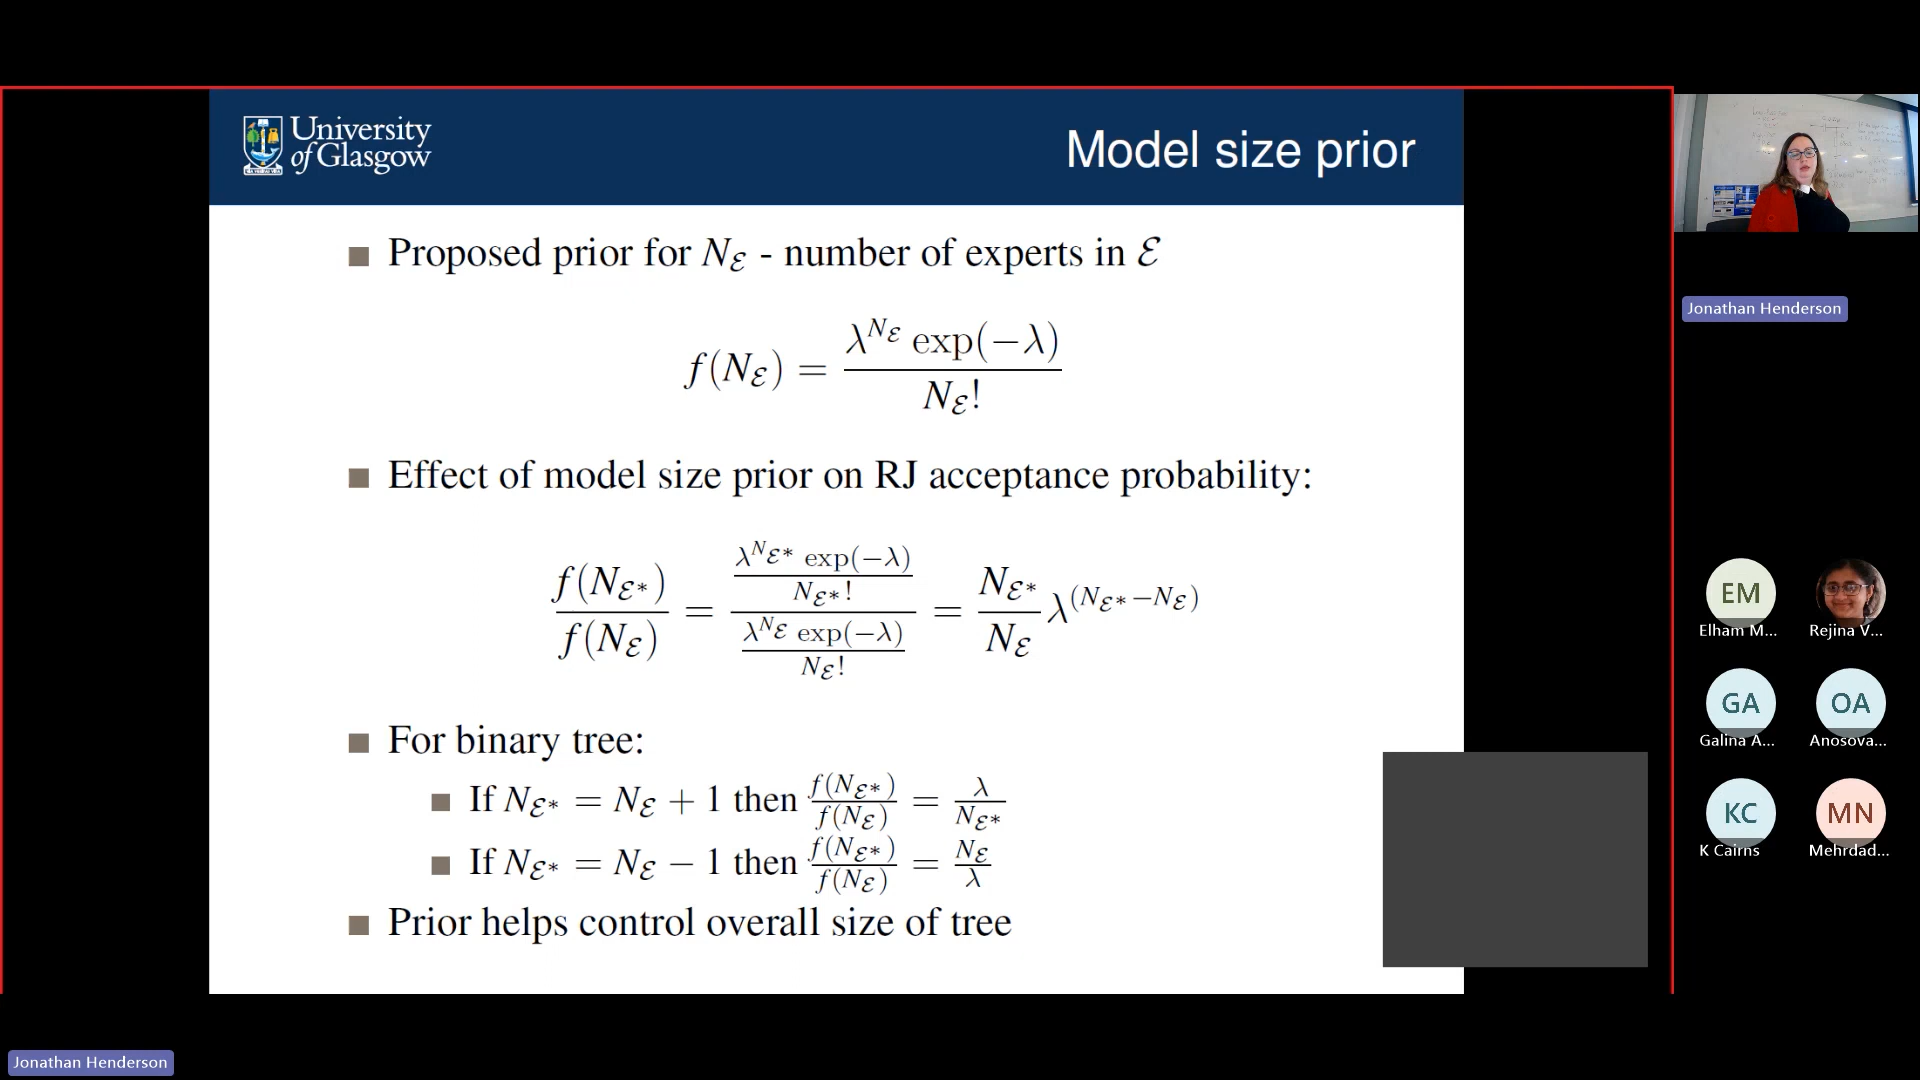 University
of Glasgow
Model size prior
Proposed prior for N_ℰ - number of experts in ℰ
f(N_ℰ) = λ^{N_ℰ} exp(−λ) / N_ℰ!
Effect of model size prior on RJ acceptance probability:
f(N_ℰ*) / f(N_ℰ) = (λ^{N_ℰ*} exp(−λ) / N_ℰ*!) / (λ^{N_ℰ} exp(−λ) / N_ℰ!) = N_ℰ* / N_ℰ λ^{(N_ℰ* − N_ℰ)}
For binary tree:
If N_ℰ* = N_ℰ + 1 then f(N_ℰ*) / f(N_ℰ) = λ / N_ℰ*
If N_ℰ* = N_ℰ − 1 then f(N_ℰ*) / f(N_ℰ) = N_ℰ / λ
Prior helps control overall size of tree
Jonathan Henderson
EM
Elham M...
Rejina V...
GA
Galina A...
OA
Anosova...
KC
K Cairns
MN
Mehrdad...
Jonathan Henderson